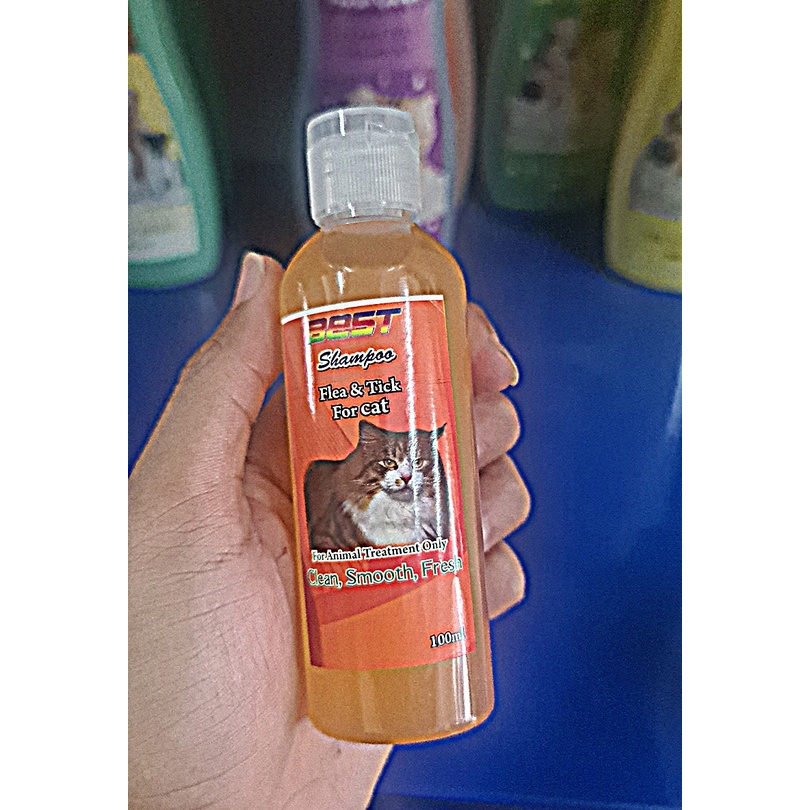 BEST
Shampoo
Flea & Tick
For cat
For Animal Treatment Only
Clean, Smooth, Fresh
100ml